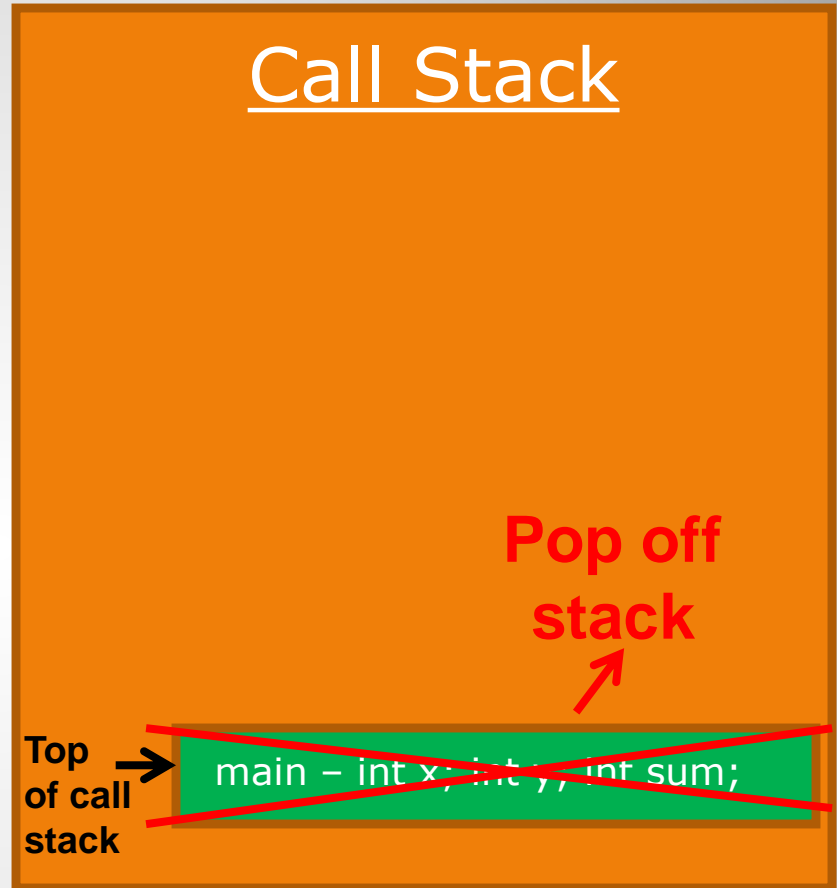 Call Stack
Pop off
stack
Top
of call
stack
main – int x; int y; int sum;